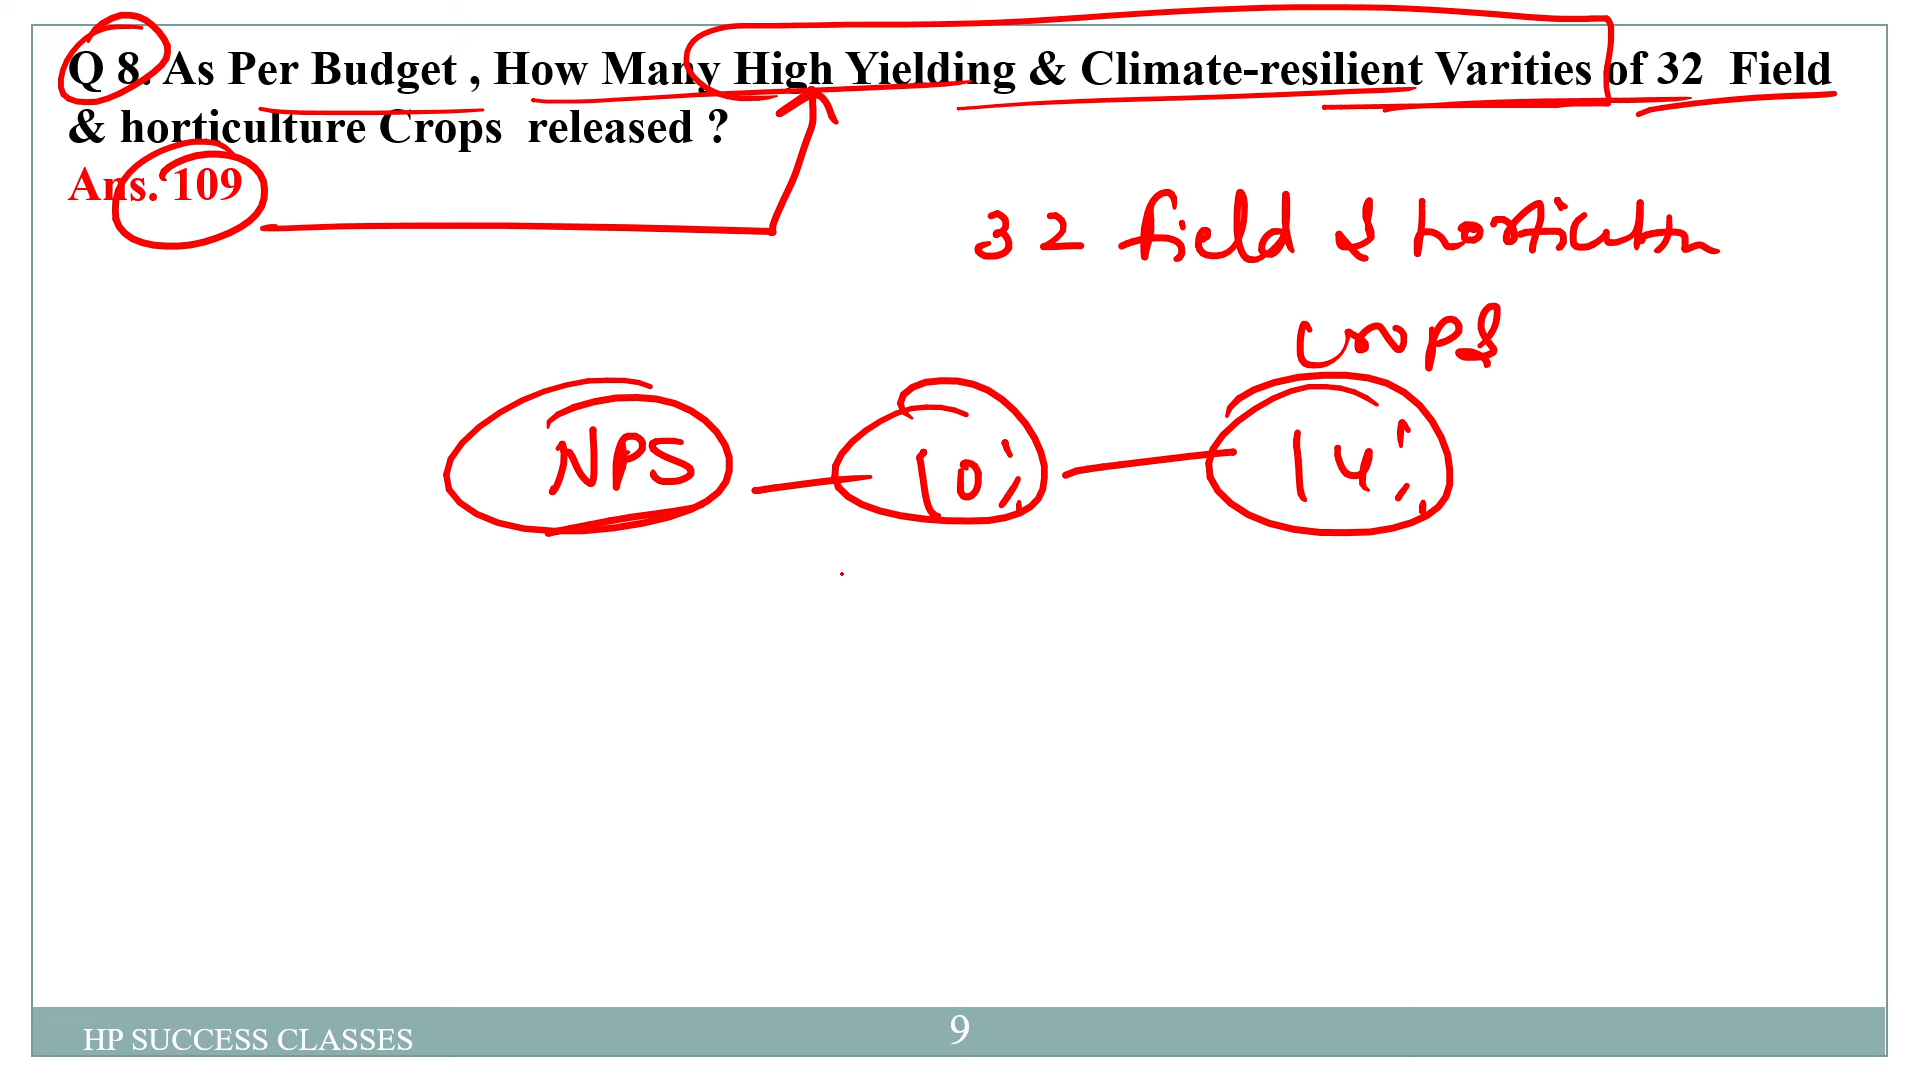 Q 8. As Per Budget , How Many High Yielding & Climate-resilient Varities of 32 Field
& horticulture Crops released ?
Ans. 109
32 field & horticultu
crops
NPS 10% 14%
HP SUCCESS CLASSES 9